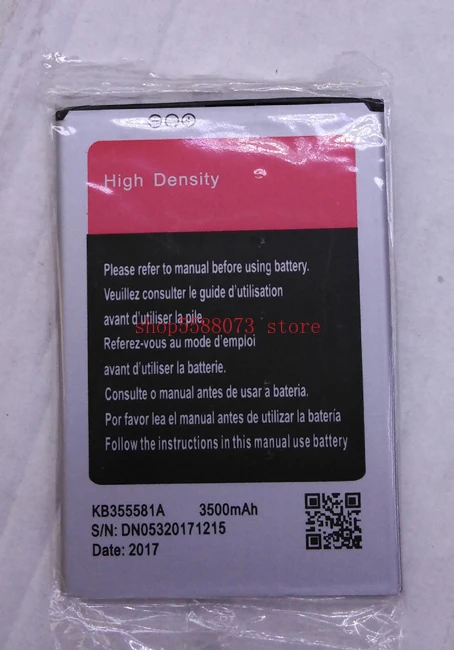 High Density
Please refer to manual before using battery.
Veuillez consulter le guide d'utilisation
avant d'utiliser la pile.
shop3588073 store
Referez-vous au mode d'emploi
avant d'utiliser la batterie.
Consulte o manual antes de usar a bateria.
Por favor lea el manual antes de utilizar la batería
Follow the instructions in this manual use battery
KB355581A 3500mAh
S/N: DN05320171215
Date: 2017